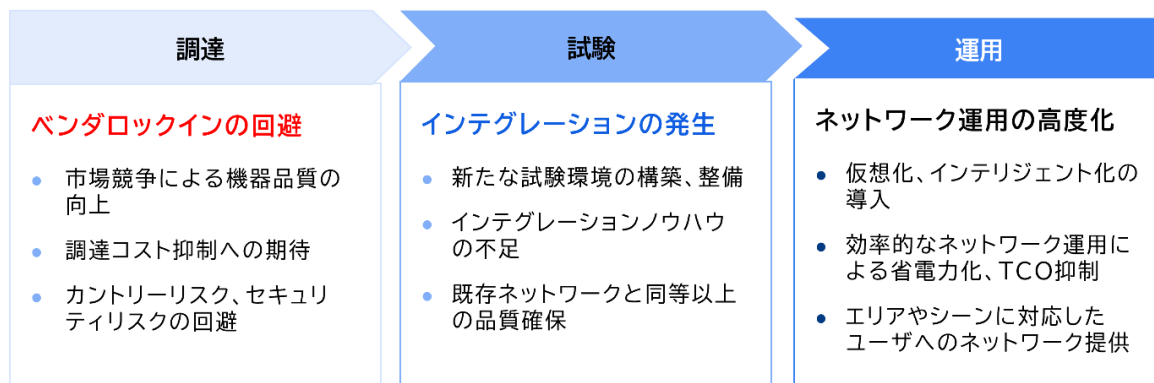 調達
ベンダロックインの回避
• 市場競争による機器品質の
向上
• 調達コスト抑制への期待
• カントリーリスク、セキュリ
ティリスクの回避
試験
インテグレーションの発生
• 新たな試験環境の構築、整備
• インテグレーションノウハウ
の不足
• 既存ネットワークと同等以上
の品質確保
運用
ネットワーク運用の高度化
• 仮想化、インテリジェント化の
導入
• 効率的なネットワーク運用に
よる省電力化、TCO抑制
• エリアやシーンに対応した
ユーザへのネットワーク提供